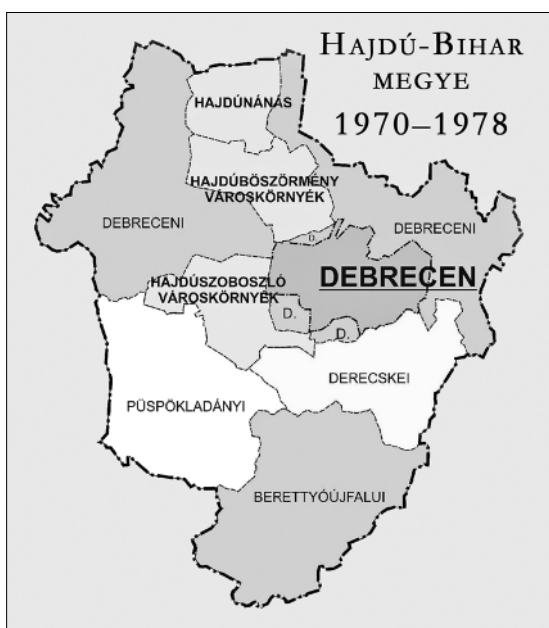 HAJDÚ-BIHAR
MEGYE
1970–1978
HAJDÚNÁNÁS
HAJDÚBÖSZÖRMÉNY
VÁROSKÖRNYÉK
DEBRECENI
DEBRECENI
D.
DEBRECEN
HAJDÚSZOBOSZLÓ
VÁROSKÖRNYÉK
D.
D.
DERECSKEI
PÜSPÖKLADÁNYI
BERETTYÓÚJFALUI